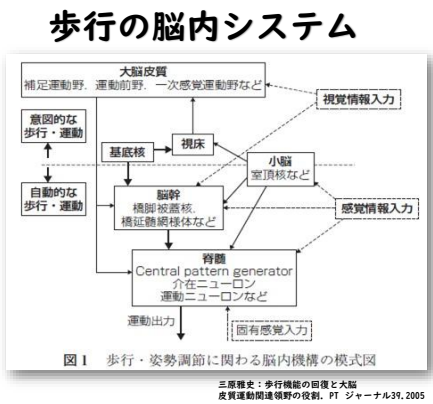 歩行の脳内システム
大脳皮質
補足運動野，運動前野，一次感覚運動野など
視覚情報入力
意図的な
歩行・運動
基底核
視床
小脳
室頂核など
自動的な
歩行・運動
脳幹
橋脚被蓋核，
橋延髄網様体など
感覚情報入力
脊髄
Central pattern generator
介在ニューロン
運動ニューロンなど
運動出力
固有感覚入力
図1 歩行・姿勢調節に関わる脳内機構の模式図
三原雅史：歩行機能の回復と大脳
皮質運動関連領野の役割．PT ジャーナル39，2005